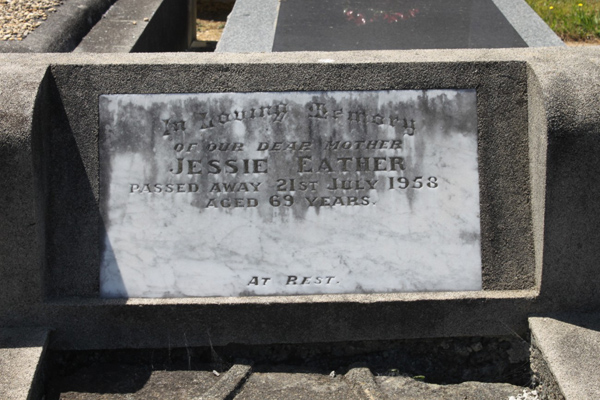 In Loving Memory
OF OUR DEAR MOTHER
JESSIE EATHER
PASSED AWAY 21ST JULY 1958
AGED 69 YEARS.
AT REST.